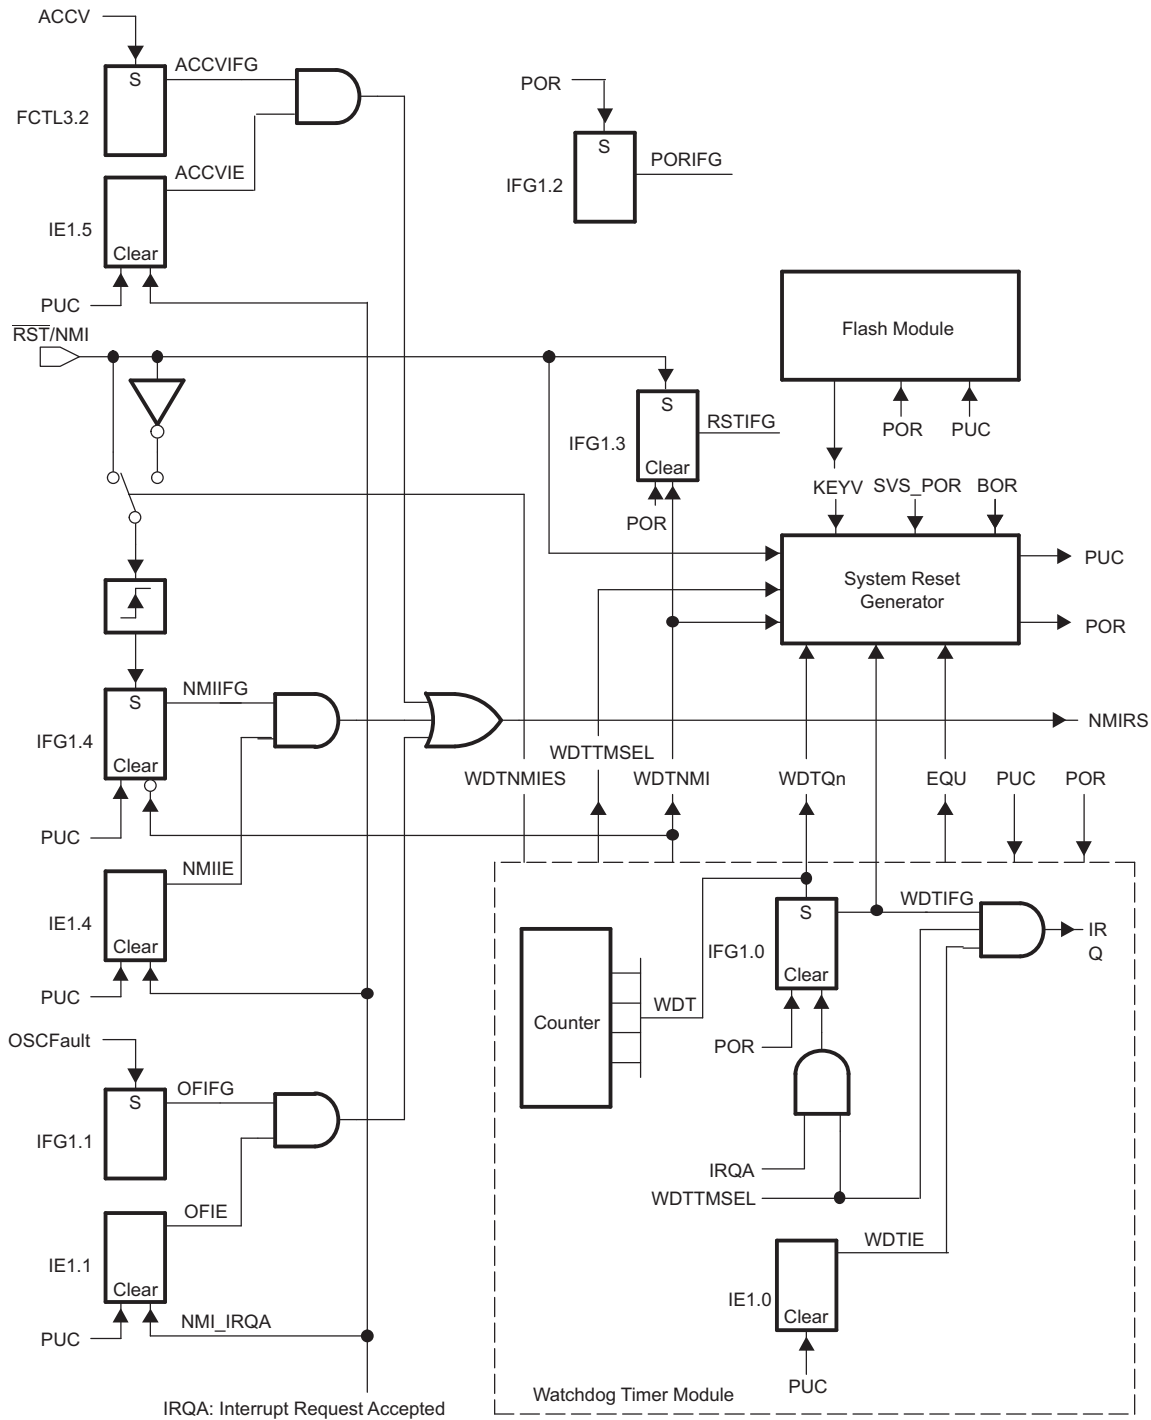 ACCV
S
ACCVIFG
FCTL3.2
ACCVIE
IE1.5
Clear
PUC
POR
S
IFG1.2
PORIFG
RST/NMI
Flash Module
S
IFG1.3
RSTIFG
Clear
POR
POR
PUC
KEYV
SVS_POR
BOR
System Reset
Generator
PUC
POR
S
NMIIFG
IFG1.4
Clear
PUC
NMIRS
WDTTMSEL
WDTNMIES
WDTNMI
WDTQn
EQU
PUC
POR
NMIIE
IE1.4
Clear
PUC
S
WDTIFG
IFG1.0
Clear
IR
Q
Counter
WDT
POR
OSCFault
S
OFIFG
IFG1.1
IRQA
WDTTMSEL
OFIE
IE1.1
Clear
PUC
NMI_IRQA
WDTIE
IE1.0
Clear
PUC
Watchdog Timer Module
IRQA: Interrupt Request Accepted